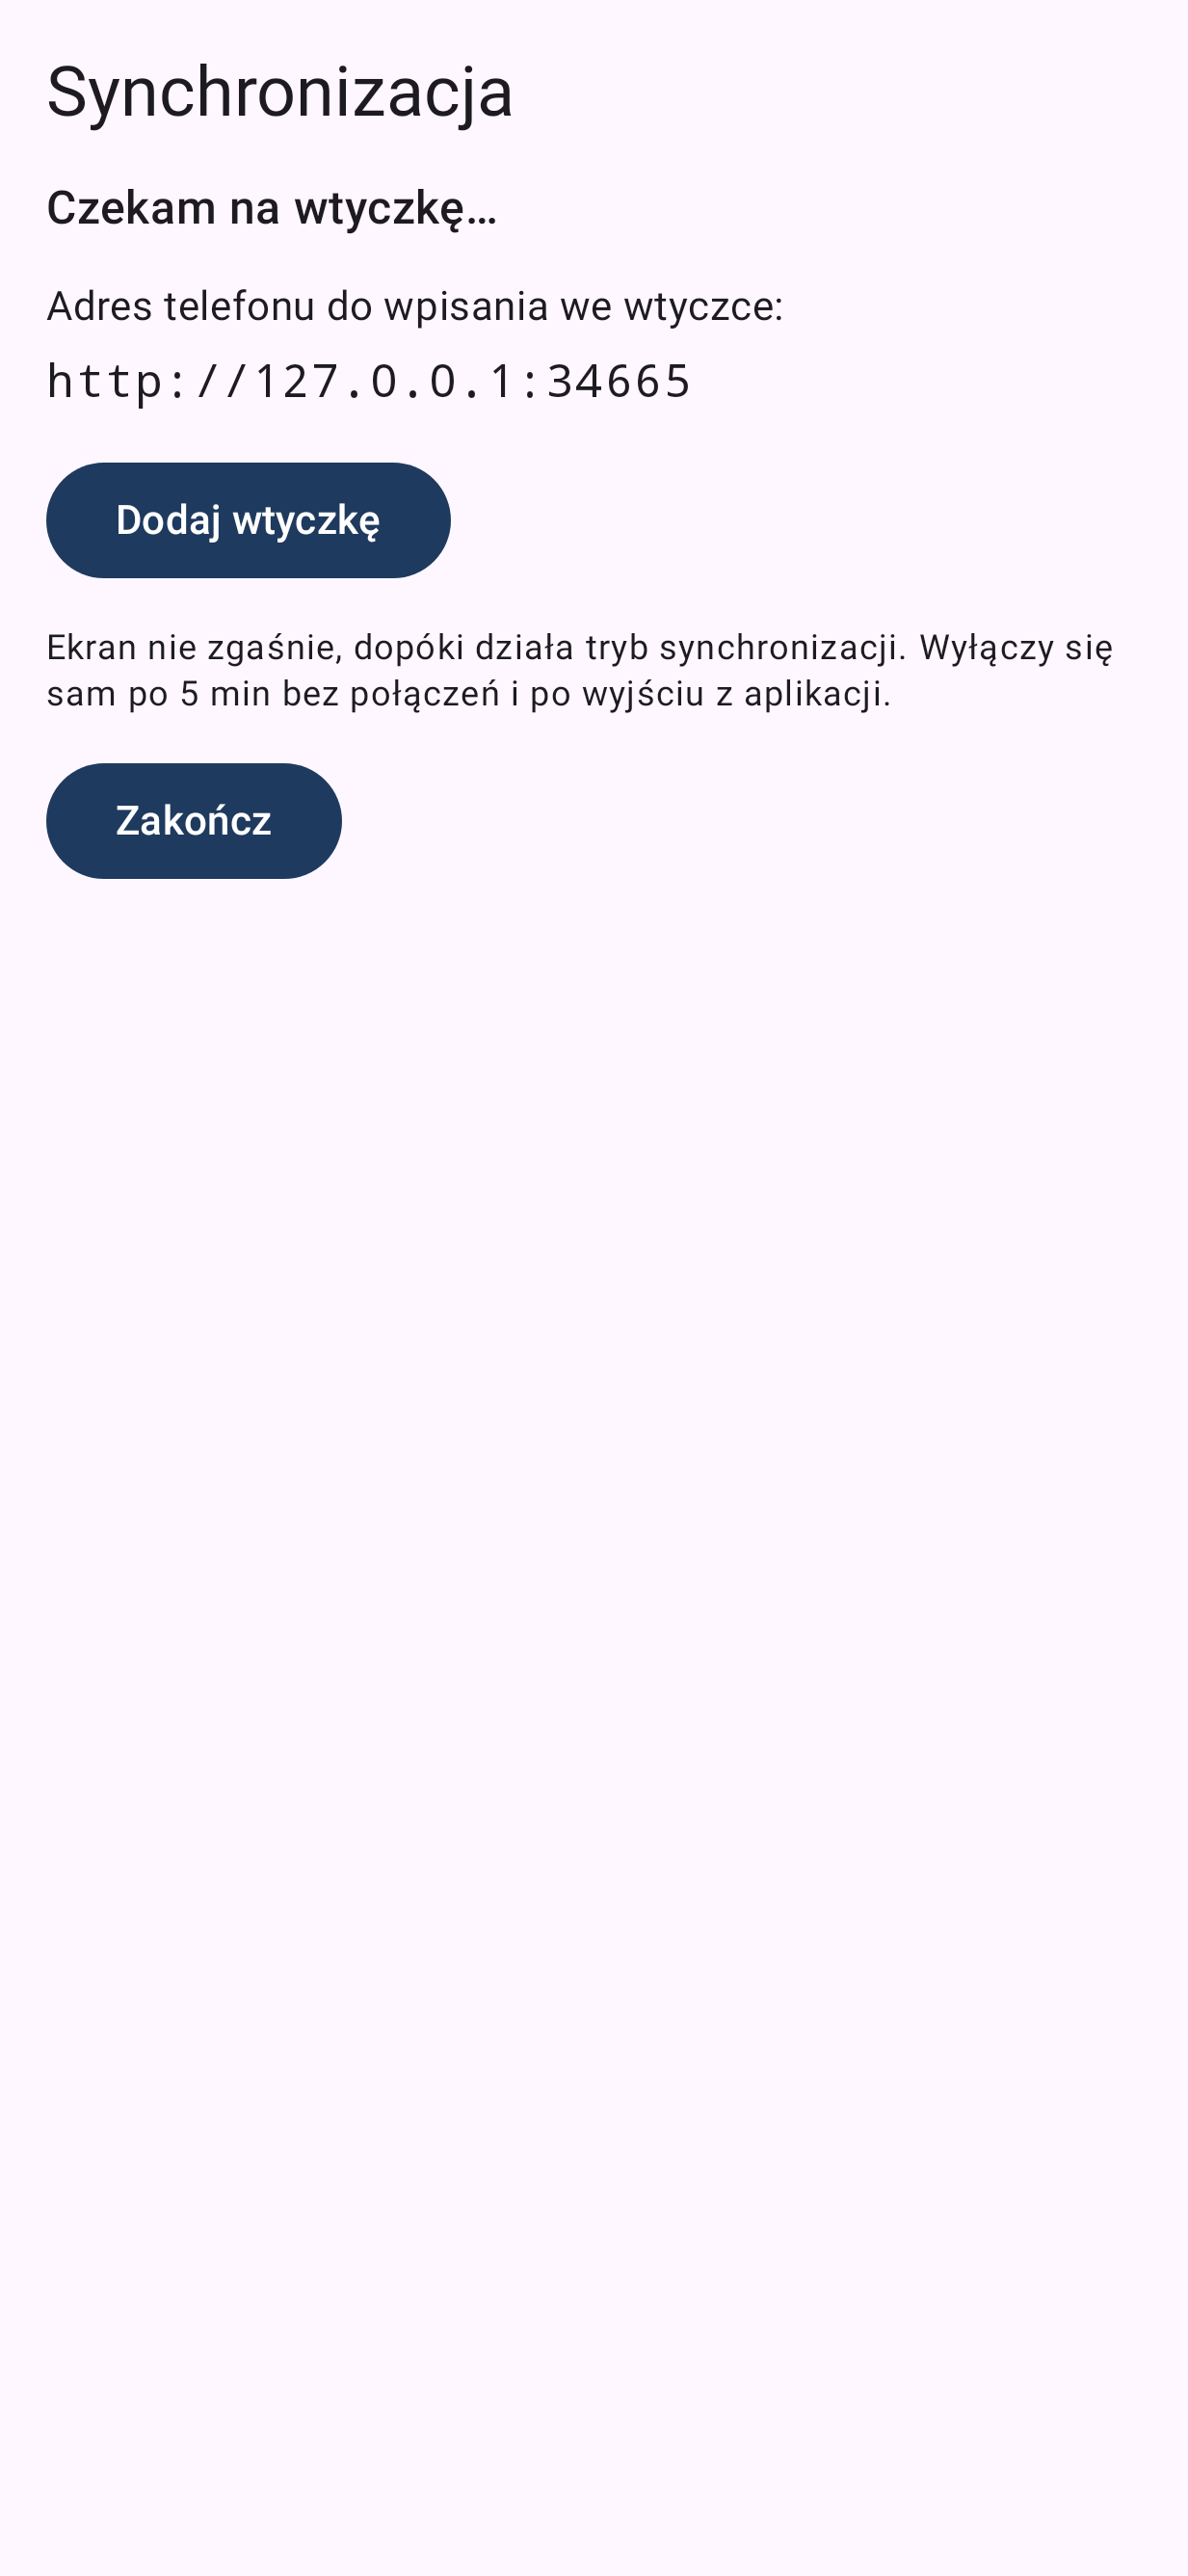 Synchronizacja
Czekam na wtyczkę…
Adres telefonu do wpisania we wtyczce:
http://127.0.0.1:34665
Dodaj wtyczkę
Ekran nie zgaśnie, dopóki działa tryb synchronizacji. Wyłączy się
sam po 5 min bez połączeń i po wyjściu z aplikacji.
Zakończ